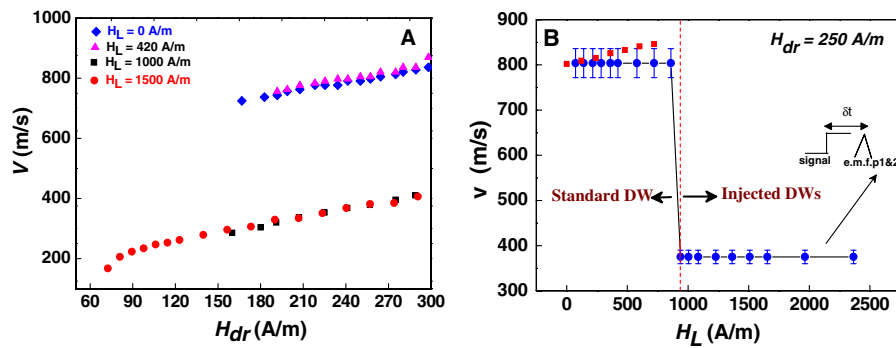 A
H_L = 0 A/m
H_L = 420 A/m
H_L = 1000 A/m
H_L = 1500 A/m
V (m/s)
1000
800
600
400
200
0
60 90 120 150 180 210 240 270 300
H_dr (A/m)
B
H_dr = 250 A/m
v (m/s)
900
800
700
600
500
400
300
δt
signal
e.m.f.p1&2
Standard DW
Injected DWs
0 500 1000 1500 2000 2500
H_L (A/m)